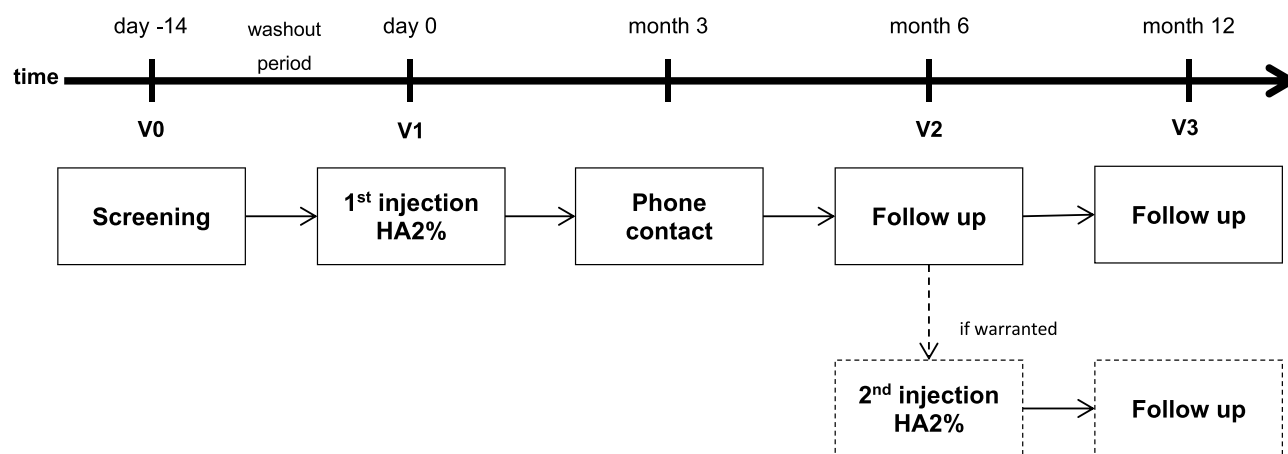 day -14 washout period day 0 month 3 month 6 month 12
time
V0 V1 V2 V3
Screening
1st injection
HA2%
Phone
contact
Follow up
Follow up
if warranted
2nd injection
HA2%
Follow up